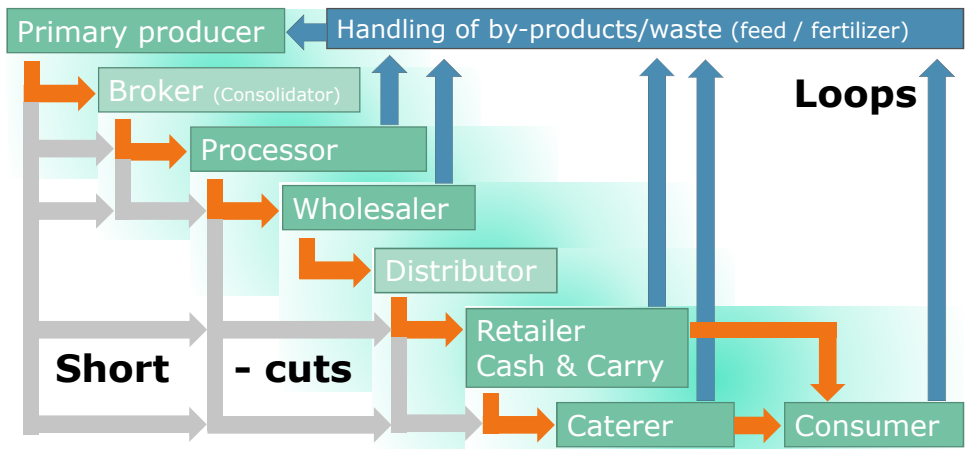 Primary producer
Handling of by-products/waste (feed / fertilizer)
Broker (Consolidator)
Loops
Processor
Wholesaler
Distributor
Retailer
Cash & Carry
Short - cuts
Caterer
Consumer